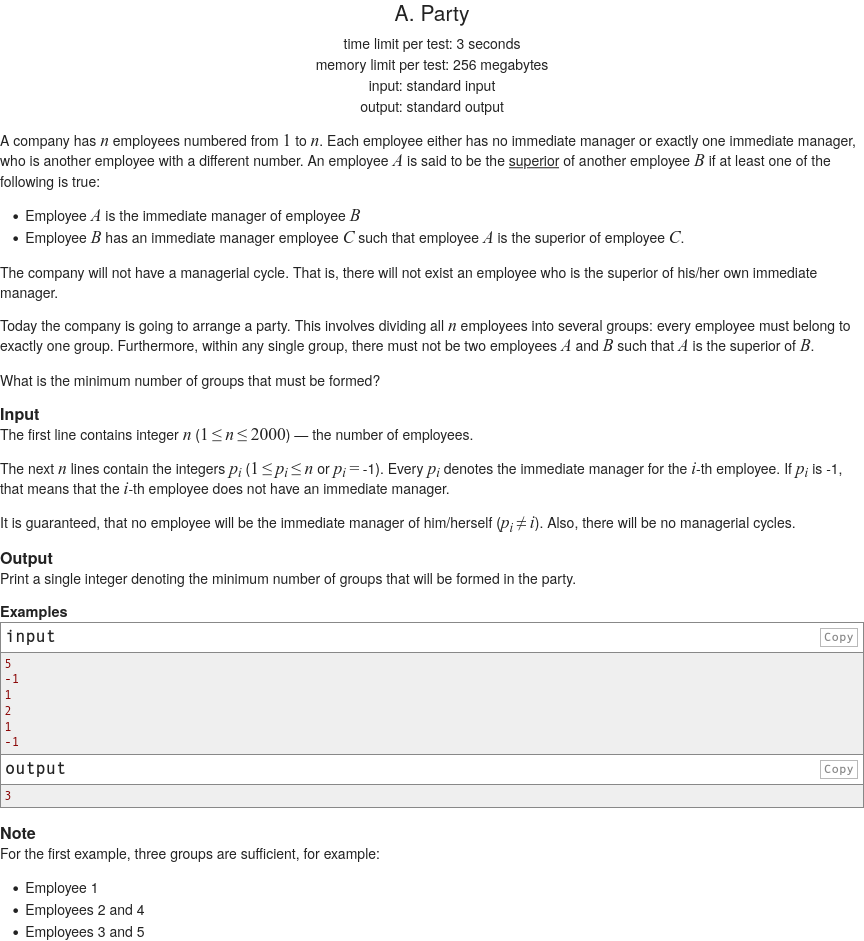 A. Party
time limit per test: 3 seconds
memory limit per test: 256 megabytes
input: standard input
output: standard output
A company has n employees numbered from 1 to n. Each employee either has no immediate manager or exactly one immediate manager,
who is another employee with a different number. An employee A is said to be the superior of another employee B if at least one of the
following is true:
• Employee A is the immediate manager of employee B
• Employee B has an immediate manager employee C such that employee A is the superior of employee C.
The company will not have a managerial cycle. That is, there will not exist an employee who is the superior of his/her own immediate
manager.
Today the company is going to arrange a party. This involves dividing all n employees into several groups: every employee must belong to
exactly one group. Furthermore, within any single group, there must not be two employees A and B such that A is the superior of B.
What is the minimum number of groups that must be formed?
Input
The first line contains integer n (1 ≤ n ≤ 2000) — the number of employees.
The next n lines contain the integers pi (1 ≤ pi ≤ n or pi = -1). Every pi denotes the immediate manager for the i-th employee. If pi is -1,
that means that the i-th employee does not have an immediate manager.
It is guaranteed, that no employee will be the immediate manager of him/herself (pi ≠ i). Also, there will be no managerial cycles.
Output
Print a single integer denoting the minimum number of groups that will be formed in the party.
Examples
input Copy
5
-1
1
2
1
-1
output Copy
3
Note
For the first example, three groups are sufficient, for example:
• Employee 1
• Employees 2 and 4
• Employees 3 and 5